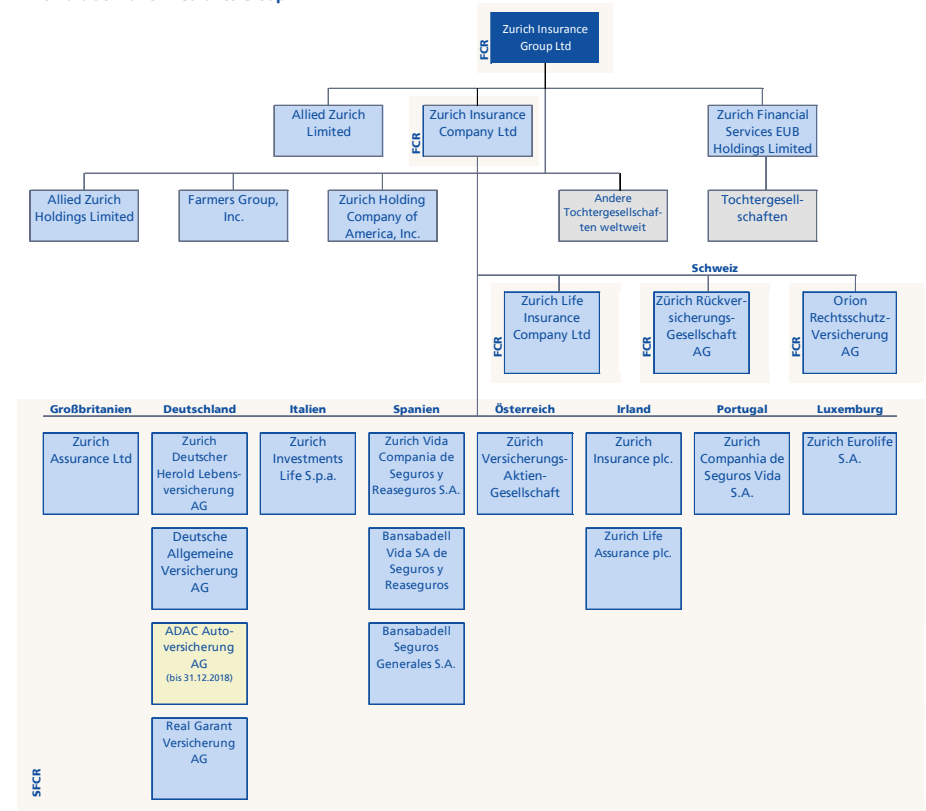 Zurich Insurance
Group Ltd
FCR
Allied Zurich
Limited
Zurich Insurance
Company Ltd
FCR
Zurich Financial
Services EUB
Holdings Limited
Allied Zurich
Holdings Limited
Farmers Group,
Inc.
Zurich Holding
Company of
America, Inc.
Andere
Tochtergesellschaf-
ten weltweit
Tochtergesell-
schaften
Schweiz
Zurich Life
Insurance
Company Ltd
FCR
Zürich Rückver-
sicherungs-
Gesellschaft
AG
FCR
Orion
Rechtsschutz-
Versicherung
AG
FCR
Großbritanien
Deutschland
Italien
Spanien
Österreich
Irland
Portugal
Luxemburg
Zurich
Assurance Ltd
Zurich
Deutscher
Herold Lebens-
versicherung
AG
Zurich
Investments
Life S.p.a.
Zurich Vida
Compania de
Seguros y
Reaseguros S.A.
Zürich
Versicherungs-
Aktien-
Gesellschaft
Zurich
Insurance plc.
Zurich
Companhia de
Seguros Vida
S.A.
Zurich Eurolife
S.A.
Deutsche
Allgemeine
Versicherung
AG
Bansabadell
Vida SA de
Seguros y
Reaseguros
Zurich Life
Assurance plc.
ADAC Auto-
versicherung
AG
(bis 31.12.2018)
Bansabadell
Seguros
Generales S.A.
Real Garant
Versicherung
AG
SFCR